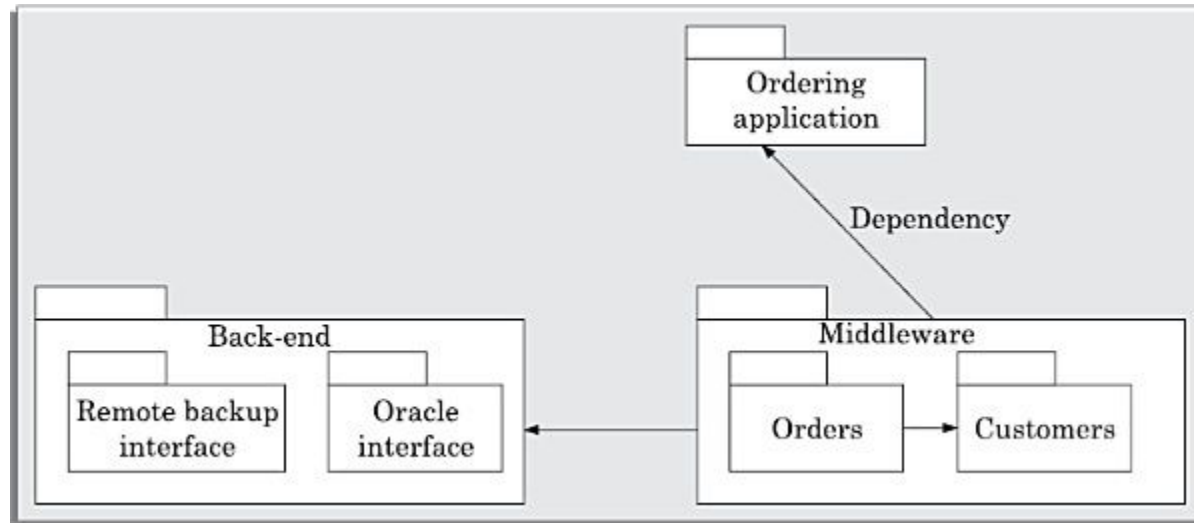 Ordering
application
Dependency
Back-end
Remote backup
interface
Oracle
interface
Middleware
Orders
Customers